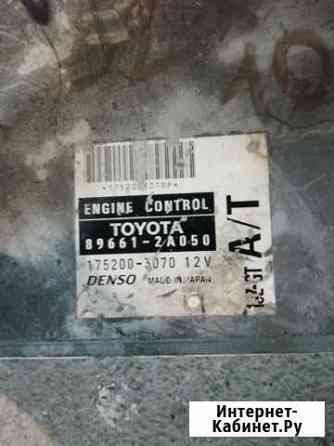 ENGINE CONTROL
TOYOTA
89661-2A050
175200-3070 12V
DENSO MADE IN JAPAN
A/T
Интернет-
Кабинет.Ру